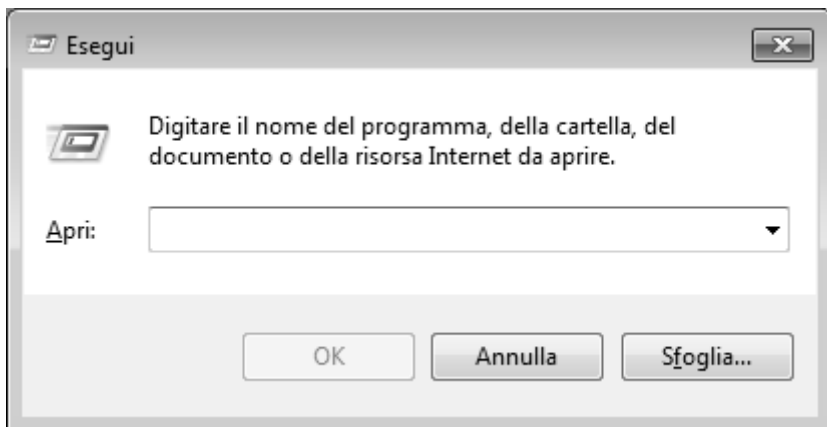 Esegui
Digitare il nome del programma, della cartella, del
documento o della risorsa Internet da aprire.
Apri:
OK
Annulla
Sfoglia...